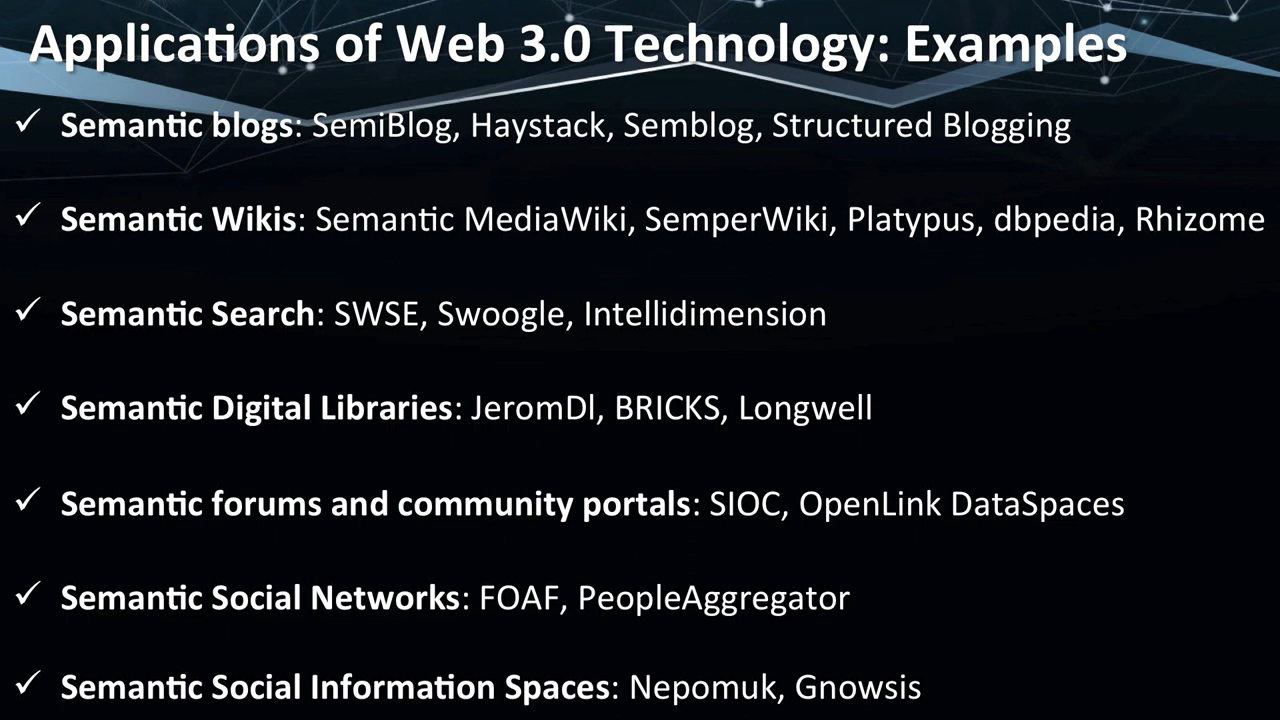 Applications of Web 3.0 Technology: Examples
✓ Semantic blogs: SemiBlog, Haystack, Semblog, Structured Blogging
✓ Semantic Wikis: Semantic MediaWiki, SemperWiki, Platypus, dbpedia, Rhizome
✓ Semantic Search: SWSE, Swoogle, Intellidimension
✓ Semantic Digital Libraries: JeromDl, BRICKS, Longwell
✓ Semantic forums and community portals: SIOC, OpenLink DataSpaces
✓ Semantic Social Networks: FOAF, PeopleAggregator
✓ Semantic Social Information Spaces: Nepomuk, Gnowsis